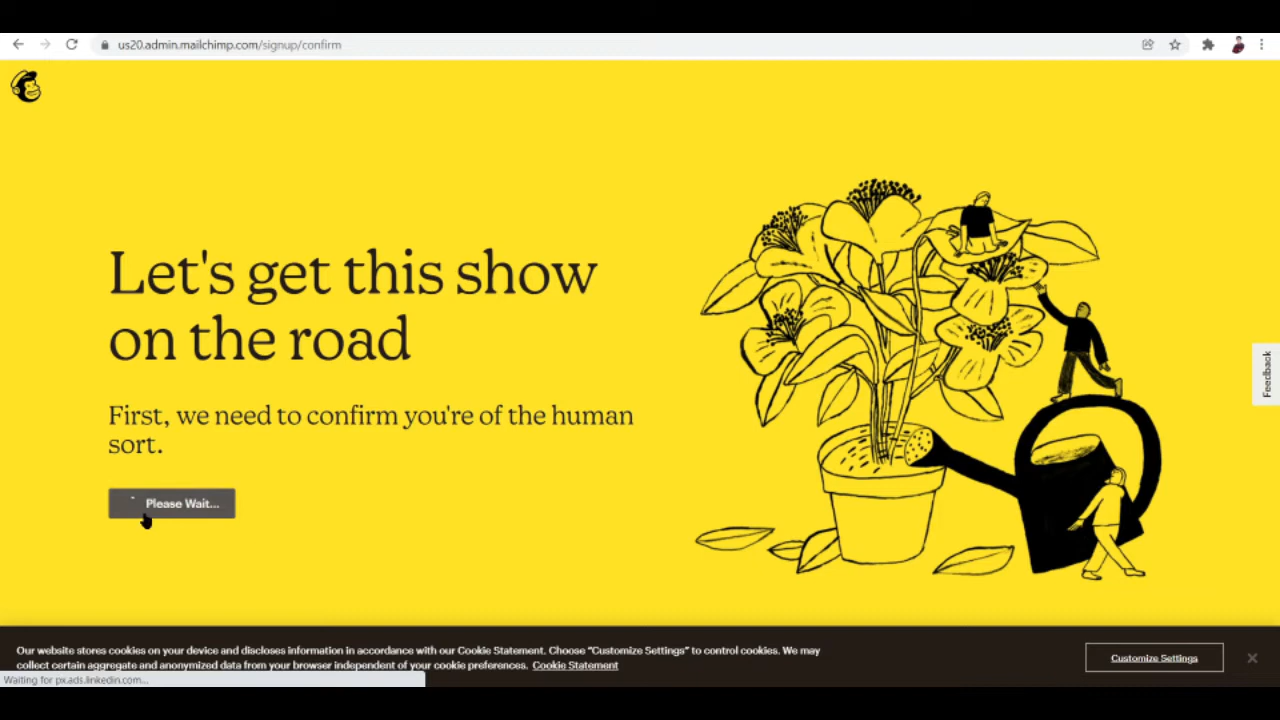 us20.admin.mailchimp.com/signup/confirm
Let's get this show
on the road
First, we need to confirm you're of the human
sort.
Please Wait...
Feedback
Our website stores cookies on your device and discloses information in accordance with our Cookie Statement. Choose "Customize Settings" to control cookies. We may
collect certain aggregate and anonymized data from your browser independent of your cookie preferences. Cookie Statement
Customize Settings
Waiting for px.ads.linkedin.com...